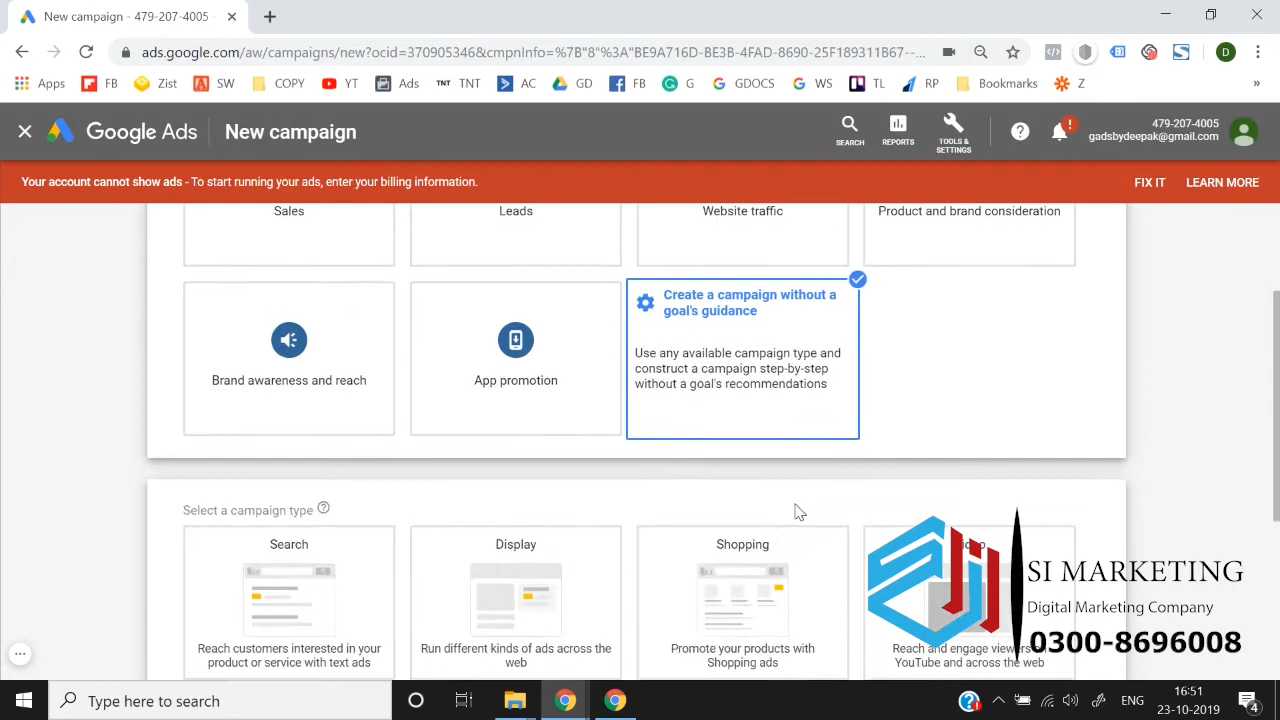 New campaign - 479-207-4005 -
ads.google.com/aw/campaigns/new?ocid=370905346&cmpnInfo=%7B"8"%3A"BE9A716D-BE3B-4FAD-8690-25F189311B67--...
Apps FB Zist SW COPY YT Ads TNT TNT AC GD FB G GDOCS WS TL RP Bookmarks Z »
Google Ads New campaign
SEARCH REPORTS TOOLS & SETTINGS
479-207-4005
gadsbydeepak@gmail.com
Your account cannot show ads - To start running your ads, enter your billing information.
FIX IT LEARN MORE
Sales Leads Website traffic Product and brand consideration
Create a campaign without a
goal's guidance
Use any available campaign type and
construct a campaign step-by-step
without a goal's recommendations
Brand awareness and reach
App promotion
Select a campaign type
Search Display Shopping
Reach customers interested in your
product or service with text ads
Run different kinds of ads across the
web
Promote your products with
Shopping ads
Reach and engage viewers on
YouTube and across the web
SI MARKETING
Digital Marketing Company
0300-8696008
Type here to search
ENG
16:51
23-10-2019
4